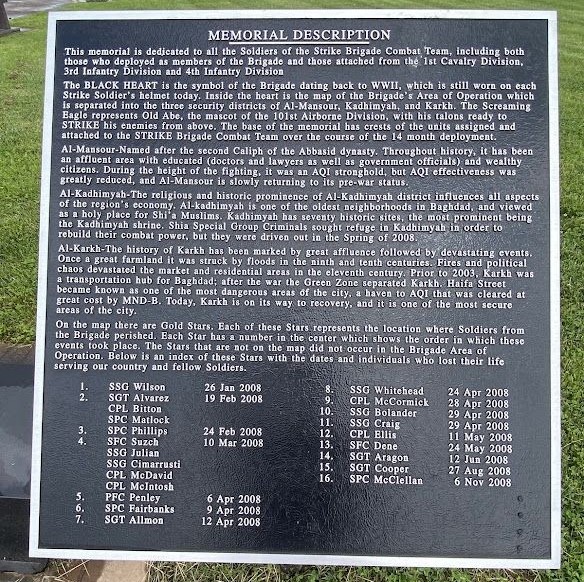 MEMORIAL DESCRIPTION
This memorial is dedicated to all the Soldiers of the Strike Brigade Combat Team, including both
those who deployed as members of the Brigade and those attached from the 1st Cavalry Division,
3rd Infantry Division and 4th Infantry Division
The BLACK HEART is the symbol of the Brigade dating back to WWII, which is still worn on each
Strike Soldier's helmet today. Inside the heart is the map of the Brigade's Area of Operation which
is separated into the three security districts of Al-Mansour, Kadhimyah, and Karkh. The Screaming
Eagle represents Old Abe, the mascot of the 101st Airborne Division, with his talons ready to
STRIKE his enemies from above. The base of the memorial has crests of the units assigned and
attached to the STRIKE Brigade Combat Team over the course of the 14 month deployment.
Al-Mansour-Named after the second Caliph of the Abbasid dynasty. Throughout history, it has been
an affluent area with educated (doctors and lawyers as well as government officials) and wealthy
citizens. During the height of the fighting, it was an AQI stronghold, but AQI effectiveness was
greatly reduced, and Al-Mansour is slowly returning to its pre-war status.
Al-Kadhimyah-The religious and historic prominence of Al-Kadhimyah district influences all aspects
of the region's economy. Al-kadhimyah is one of the oldest neighborhoods in Baghdad, and viewed
as a holy place for Shi'a Muslims. Kadhimyah has seventy historic sites, the most prominent being
the Kadhimyah shrine. Shia Special Group Criminals sought refuge in Kadhimyah in order to
rebuild their combat power, but they were driven out in the Spring of 2008.
Al-Karkh-The history of Karkh has been marked by great affluence followed by devastating events.
Once a great farmland it was struck by floods in the ninth and tenth centuries. Fires and political
chaos devastated the market and residential areas in the eleventh century. Prior to 2003, Karkh was
a transportation hub for Baghdad; after the war the Green Zone separated Karkh. Haifa Street
became known as one of the most dangerous areas of the city, a haven to AQI that was cleared at
great cost by MND-B. Today, Karkh is on its way to recovery, and it is one of the most secure
areas of the city.
On the map there are Gold Stars. Each of these Stars represents the location where Soldiers from
the Brigade perished. Each Star has a number in the center which shows the order in which these
events took place. The Stars that are not on the map did not occur in the Brigade Area of
Operation. Below is an index of these Stars with the dates and individuals who lost their life
serving our country and fellow Soldiers.
1. SSG Wilson 26 Jan 2008
2. SGT Alvarez 19 Feb 2008
CPL Bitton
SPC Matlock
3. SPC Phillips 24 Feb 2008
4. SFC Suzch 10 Mar 2008
SSG Julian
SSG Cimarrusti
CPL McDavid
CPL McIntosh
5. PFC Penley 6 Apr 2008
6. SPC Fairbanks 9 Apr 2008
7. SGT Allmon 12 Apr 2008
8. SSG Whitehead 24 Apr 2008
9. CPL McCormick 28 Apr 2008
10. SSG Bolander 29 Apr 2008
11. SSG Craig 29 Apr 2008
12. CPL Ellis 11 May 2008
13. SFC Dene 24 May 2008
14. SGT Aragon 12 Jun 2008
15. SGT Cooper 27 Aug 2008
16. SPC McClellan 6 Nov 2008